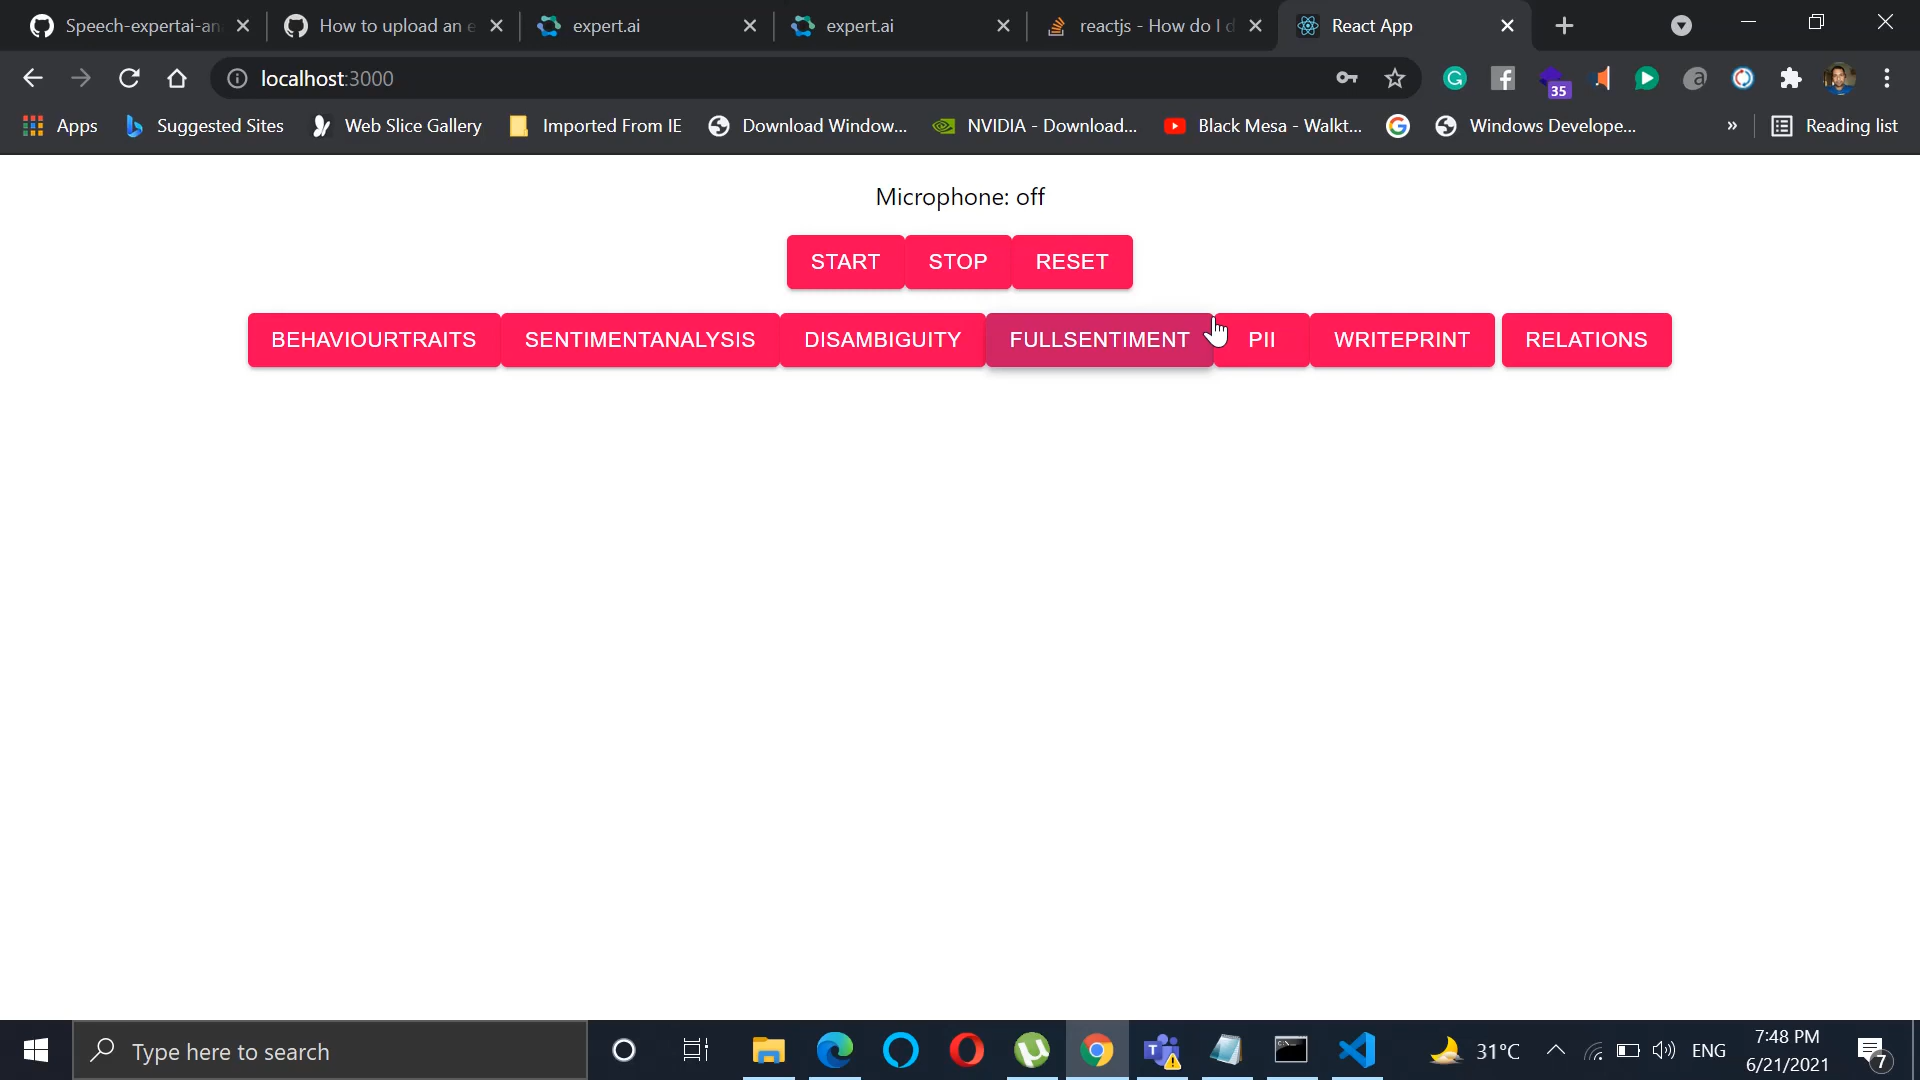 Speech-expertai-an
How to upload an e
expert.ai
expert.ai
reactjs - How do I d
React App
localhost:3000
35
Apps
Suggested Sites
Web Slice Gallery
Imported From IE
Download Window...
NVIDIA - Download...
Black Mesa - Walkt...
Windows Develope...
»
Reading list
Microphone: off
START STOP RESET
BEHAVIOURTRAITS SENTIMENTANALYSIS DISAMBIGUITY FULLSENTIMENT PII WRITEPRINT RELATIONS
Type here to search
31°C
ENG
7:48 PM
6/21/2021
7